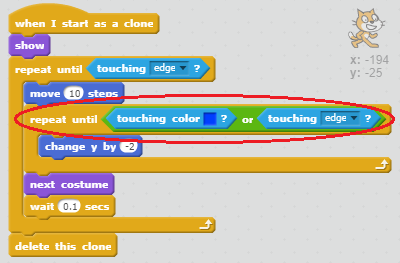 when I start as a clone
show
repeat until touching edge ?
move 10 steps
repeat until touching color ? or touching edge ?
change y by -2
next costume
wait 0.1 secs
delete this clone
x: -194
y: -25